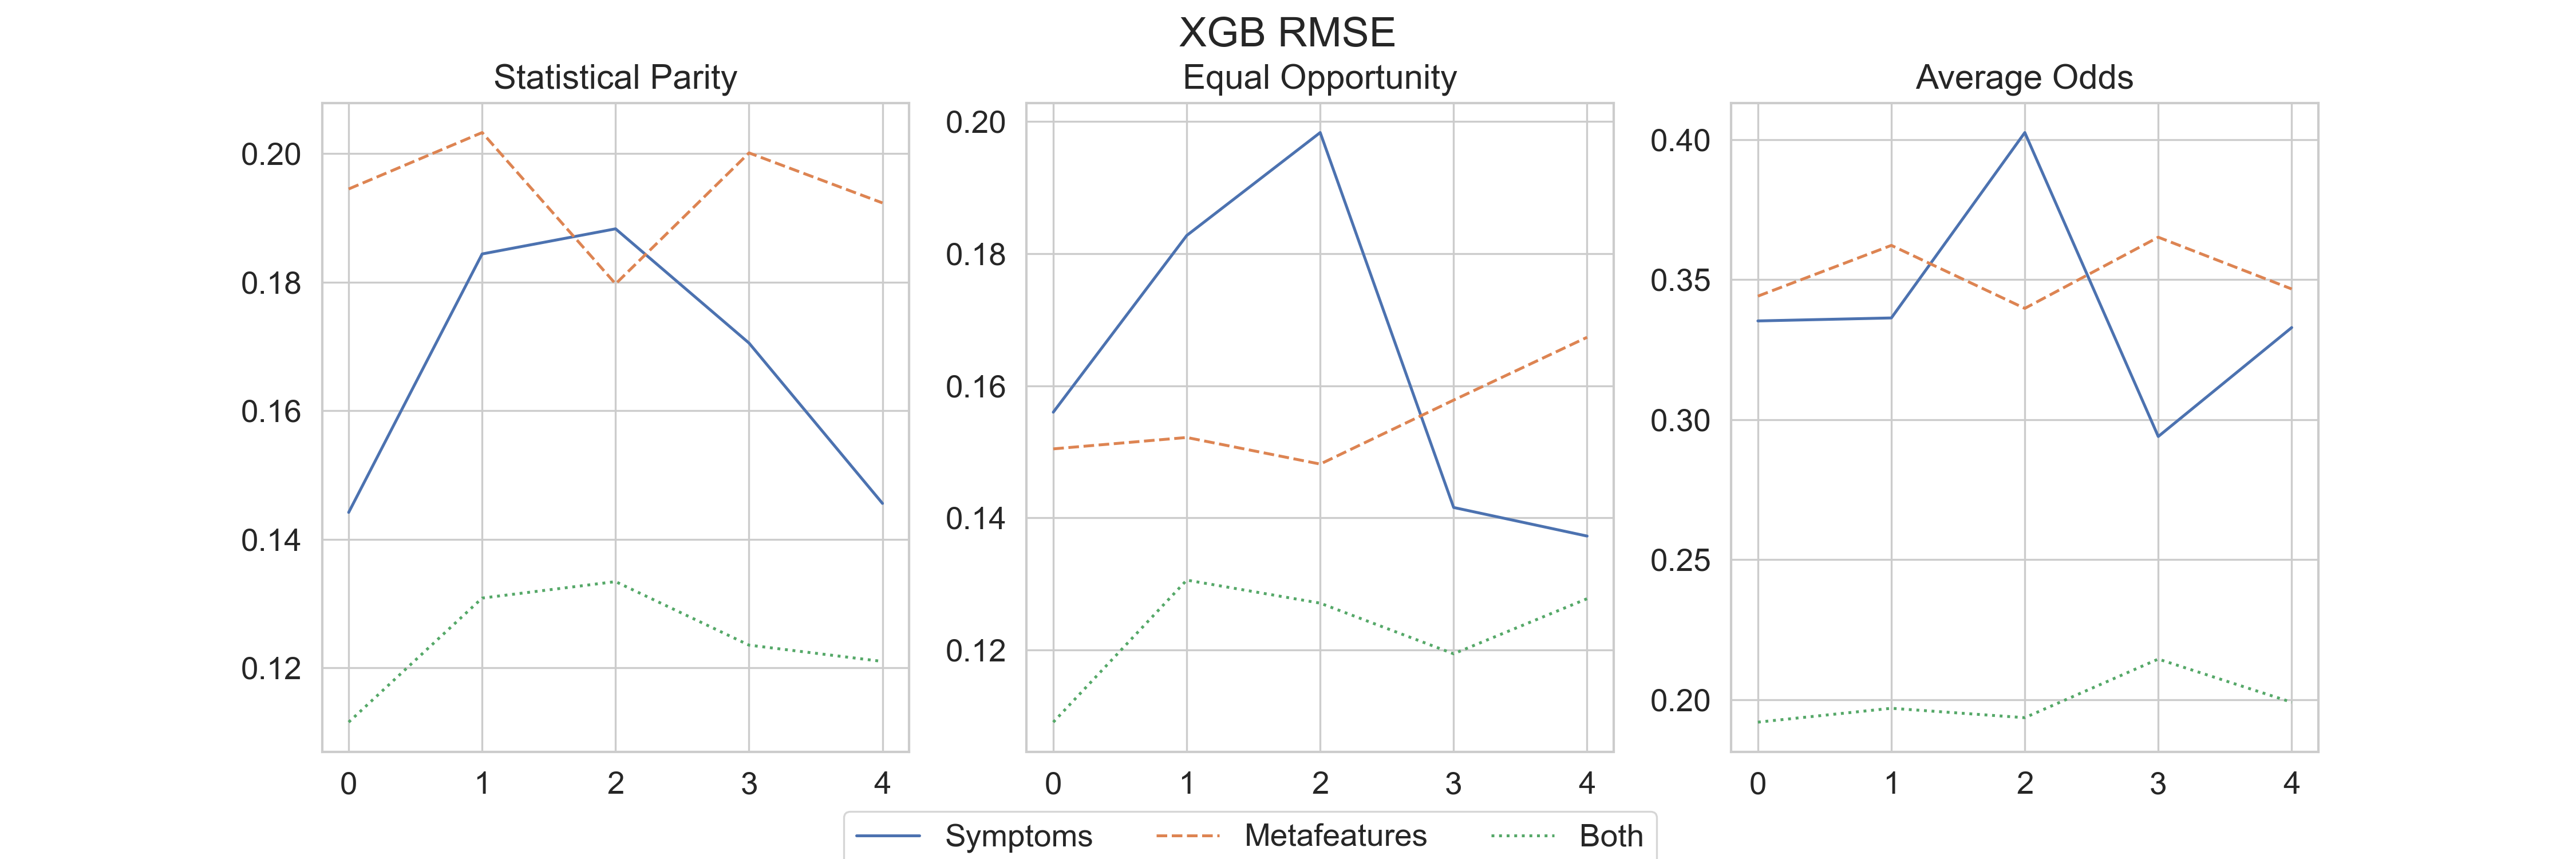 XGB RMSE
Statistical Parity
Equal Opportunity
Average Odds
0.20
0.18
0.16
0.14
0.12
0 1 2 3 4
0.20
0.18
0.16
0.14
0.12
0 1 2 3 4
0.40
0.35
0.30
0.25
0.20
0 1 2 3 4
Symptoms Metafeatures Both